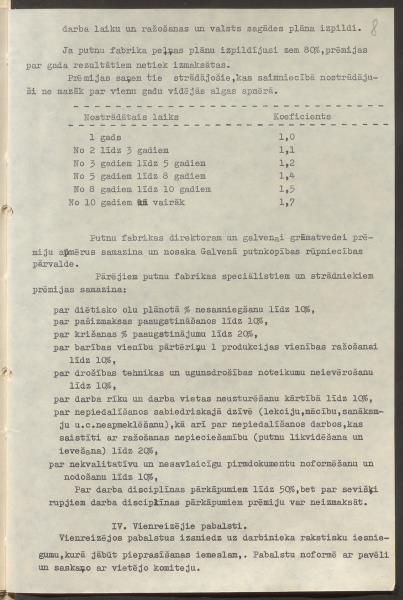 8
darba laiku un ražošanas un valsts sagādes plāna izpildi.
Ja putnu fabrika peļņas plānu izpildījusi zem 80%,prēmijas
par gada rezultātiem netiek izmaksātas.
Prēmijas saņem tie strādājošie,kas saimniecībā nostrādāju-
ši ne mazāk par vienu gadu vidējās algas apmērā.
Nostrādātais laiks Koeficients
1 gads 1,0
No 2 līdz 3 gadiem 1,1
No 3 gadiem līdz 5 gadiem 1,2
No 5 gadiem līdz 8 gadiem 1,4
No 8 gadiem līdz 10 gadiem 1,5
No 10 gadiem un vairāk 1,7
Putnu fabrikas direktoram un galvenai grāmatvedei prē-
miju apmērus samazina un nosaka Galvenā putnkopības rūpniecības
pārvalde.
Pārējiem putnu fabrikas speciālistiem un strādniekiem
prēmijas samazina:
par diētisko olu plānotā % nesasniegšanu līdz 10%,
par pašizmaksas paaugstināšanos līdz 10%,
par krišanas % paaugstinājumu līdz 20%,
par barības vienību pārtēriņu 1 produkcijas vienības ražošanai
līdz 10%,
par drošības tehnikas un ugunsdrošības noteikumu neievērošanu
līdz 10%,
par darba rīku un darba vietas neuzturēšanu kārtībā līdz 10%,
par nepiedalīšanos sabiedriskajā dzīvē (lekciju,mācību,sanāksm-
ju u.c.neapmeklēšanu),kā arī par nepiedalīšanos darbos,kas
saistīti ar ražošanas nepieciešamību (putnu likvidēšana un
ievešana) līdz 20%,
par nekvalitatīvu un nesavlaicīgu pirmdokumentu noformēšanu un
nodošanu līdz 10%,
Par darba disciplīnas pārkāpumiem līdz 50%,bet par sevišķi
rupjiem darba disciplīnas pārkāpumiem prēmiju var neizmaksāt.
IV. Vienreizējie pabalsti.
Vienreizējos pabalstus izsniedz uz darbinieka rakstisku iesnie-
gumu,kurā jābūt pieprasīšanas iemeslam,. Pabalstu noformē ar pavēli
un saskaņo ar vietējo komiteju.